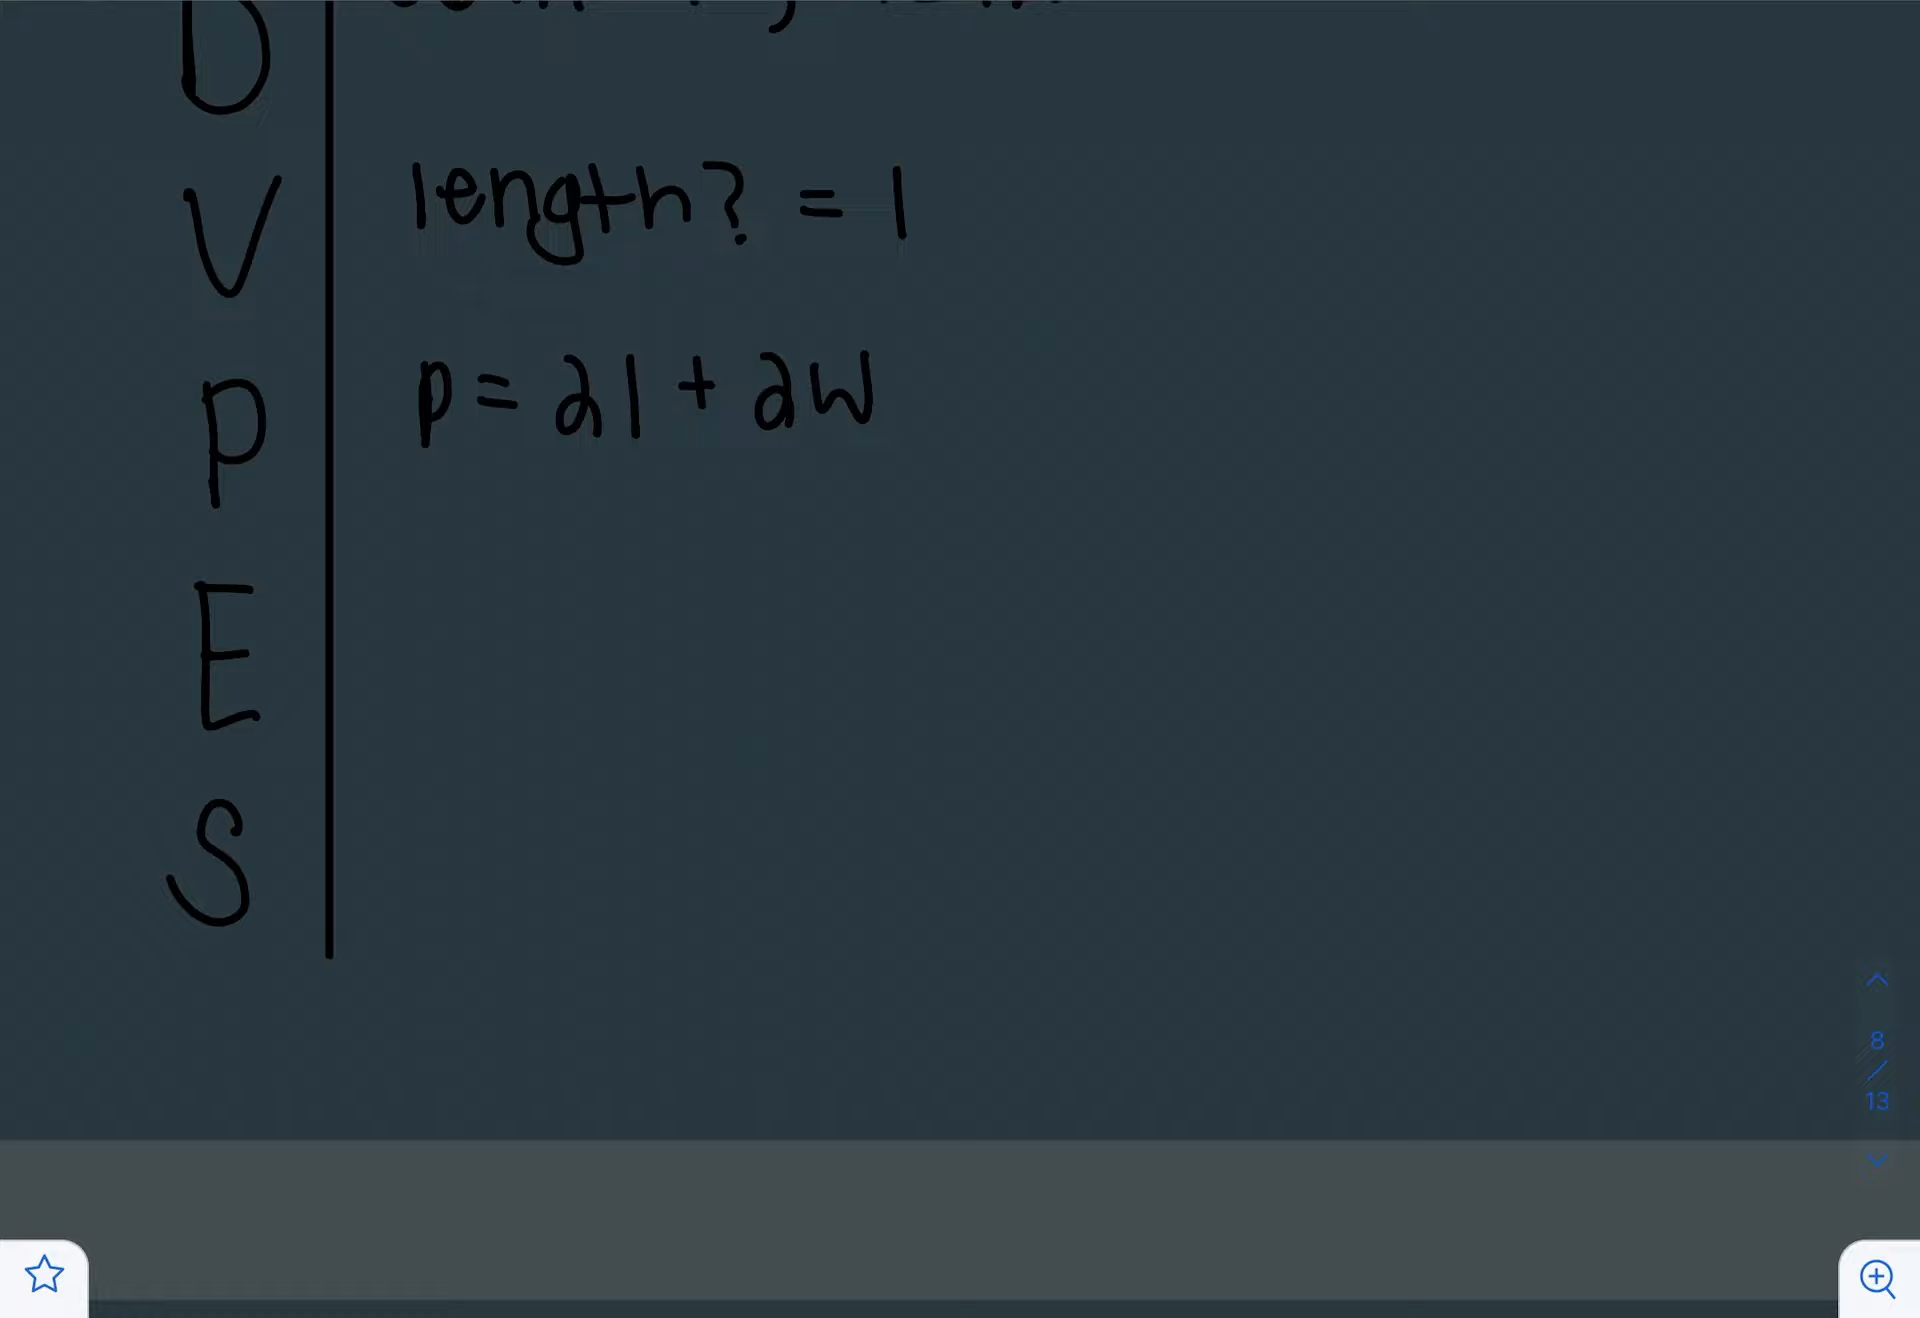 D
V length? = l
P p = 2l + 2w
E
S
8
/
13